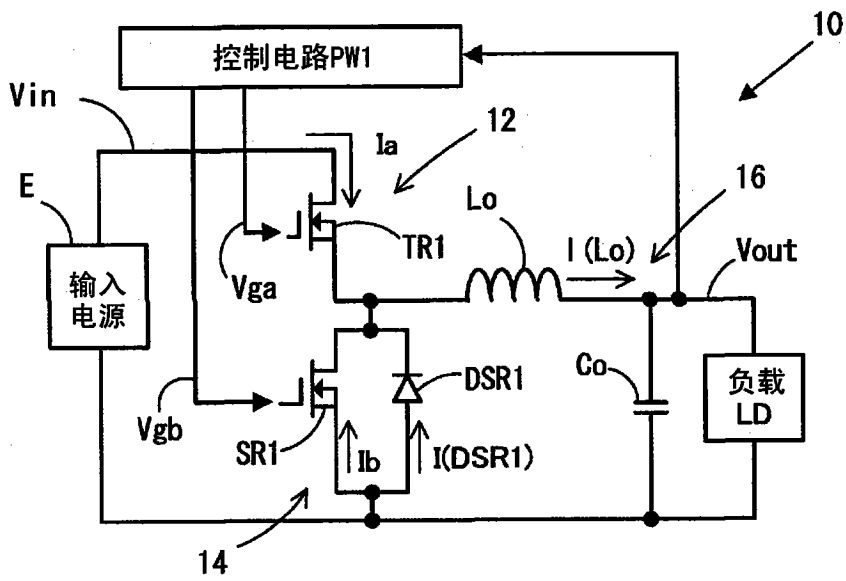 控制电路PW1
10
Vin
Ia
12
E
16
Lo
TR1
I(Lo)
Vout
输入
电源
Vga
DSR1
Co
负载
LD
Vgb
SR1
Ib
I(DSR1)
14